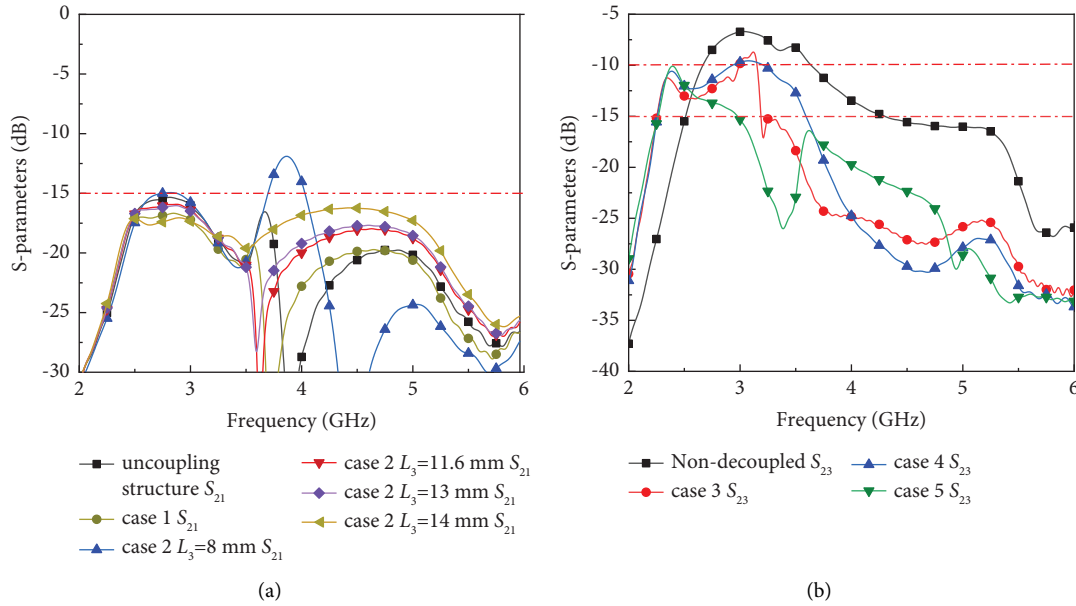 0
-5
-10
-15
-20
-25
-30
S-parameters (dB)
2
3
4
5
6
Frequency (GHz)
uncoupling
structure S21
case 1 S21
case 2 L3=8 mm S21
case 2 L3=11.6 mm S21
case 2 L3=13 mm S21
case 2 L3=14 mm S21
(a)
-5
-10
-15
-20
-25
-30
-35
-40
S-parameters (dB)
2
3
4
5
6
Frequency (GHz)
Non-decoupled S23
case 3 S23
case 4 S23
case 5 S23
(b)